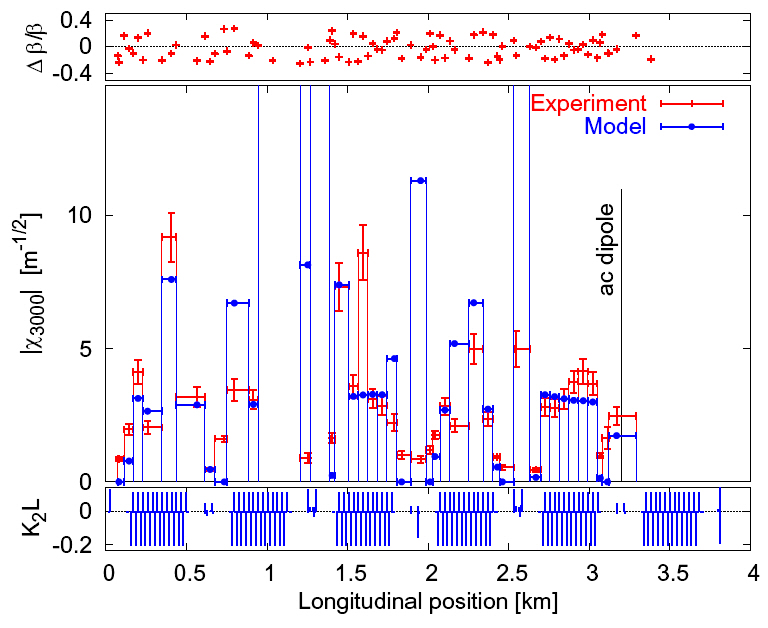 Δ β/β
0.4
0
-0.4
|χ3000| [m-1/2]
10
5
0
Experiment
Model
ac dipole
K2L
0
-0.2
0 0.5 1 1.5 2 2.5 3 3.5 4
Longitudinal position [km]